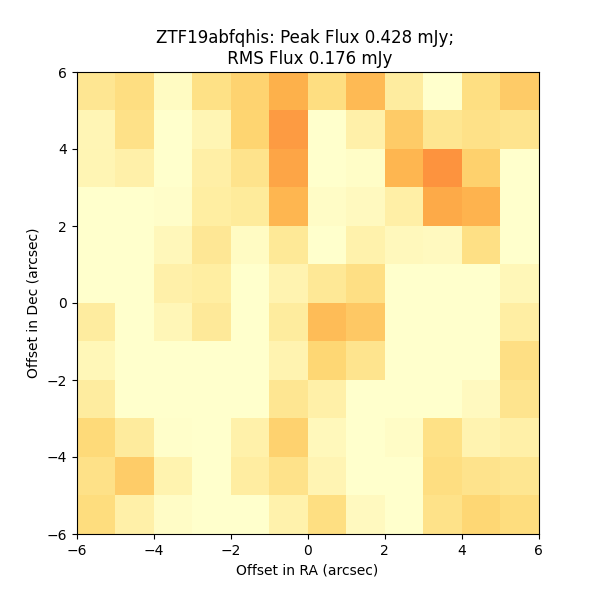 ZTF19abfqhis: Peak Flux 0.428 mJy;
RMS Flux 0.176 mJy
6
4
2
0
−2
−4
−6
Offset in Dec (arcsec)
−6 −4 −2 0 2 4 6
Offset in RA (arcsec)